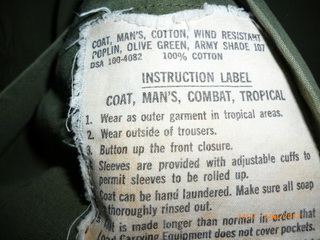 COAT, MAN'S, COTTON, WIND RESISTANT
POPLIN, OLIVE GREEN, ARMY SHADE 107
DSA 100-4082 100% COTTON
INSTRUCTION LABEL
COAT, MAN'S, COMBAT, TROPICAL
1. Wear as outer garment in tropical areas.
2. Wear outside of trousers.
3. Button up the front closure.
Sleeves are provided with adjustable cuffs to
permit sleeves to be rolled up.
Coat can be hand laundered. Make sure all soap
thoroughly rinsed out.
is made longer than normal in order that
Carrying Equipment does not cover pockets.